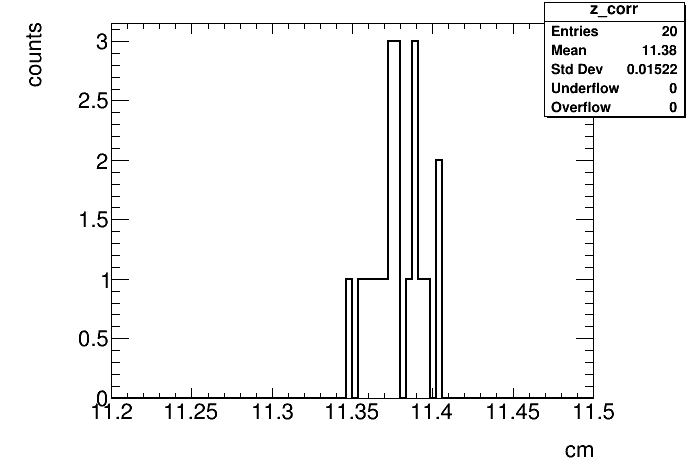 z_corr
Entries 20
Mean 11.38
Std Dev 0.01522
Underflow 0
Overflow 0
counts
3
2.5
2
1.5
1
0.5
0
11.2 11.25 11.3 11.35 11.4 11.45 11.5
cm